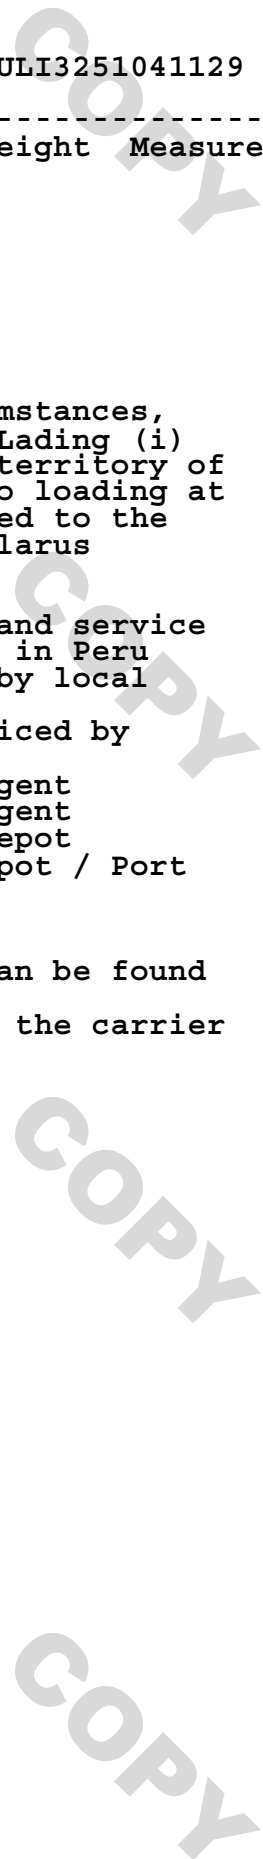 ULI3251041129
--------------
eight Measure
mstances,
Lading (i)
territory of
o loading at
ed to the
larus
and service
in Peru
by local
iced by
gent
gent
epot
pot / Port
an be found
the carrier
COPY
COPY
COPY
COPY